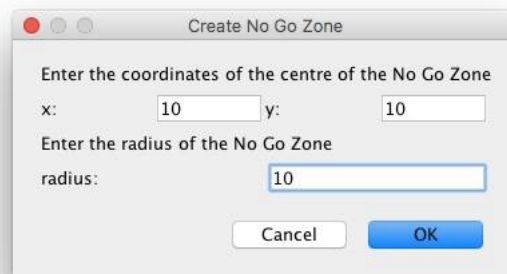 Create No Go Zone
Enter the coordinates of the centre of the No Go Zone
x: 10 y: 10
Enter the radius of the No Go Zone
radius: 10
Cancel OK